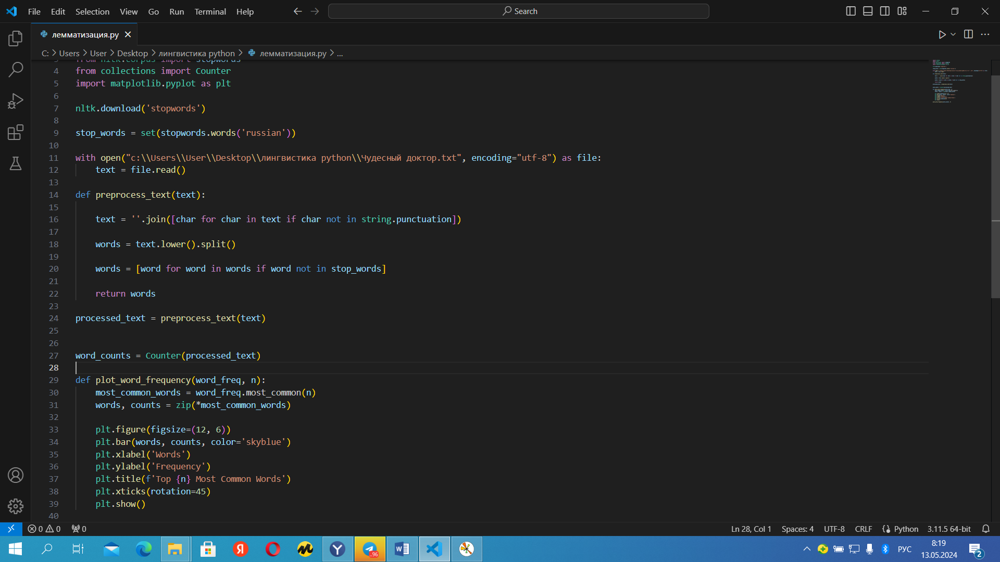 File Edit Selection View Go Run Terminal Help
Search
лемматизация.py
C: > Users > User > Desktop > лингвистика python > лемматизация.py > ...
3 from nltk.corpus import stopwords
4 from collections import Counter
5 import matplotlib.pyplot as plt
6
7 nltk.download('stopwords')
8
9 stop_words = set(stopwords.words('russian'))
10
11 with open("c:\\Users\\User\\Desktop\\лингвистика python\\Чудесный доктор.txt", encoding="utf-8") as file:
12     text = file.read()
13
14 def preprocess_text(text):
15
16     text = ''.join([char for char in text if char not in string.punctuation])
17
18     words = text.lower().split()
19
20     words = [word for word in words if word not in stop_words]
21
22     return words
23
24 processed_text = preprocess_text(text)
25
26
27 word_counts = Counter(processed_text)
28
29 def plot_word_frequency(word_freq, n):
30     most_common_words = word_freq.most_common(n)
31     words, counts = zip(*most_common_words)
32
33     plt.figure(figsize=(12, 6))
34     plt.bar(words, counts, color='skyblue')
35     plt.xlabel('Words')
36     plt.ylabel('Frequency')
37     plt.title(f'Top {n} Most Common Words')
38     plt.xticks(rotation=45)
39     plt.show()
40
0 0 0 Ln 28, Col 1 Spaces: 4 UTF-8 CRLF Python 3.11.5 64-bit
..96 РУС 8:19
13.05.2024 2